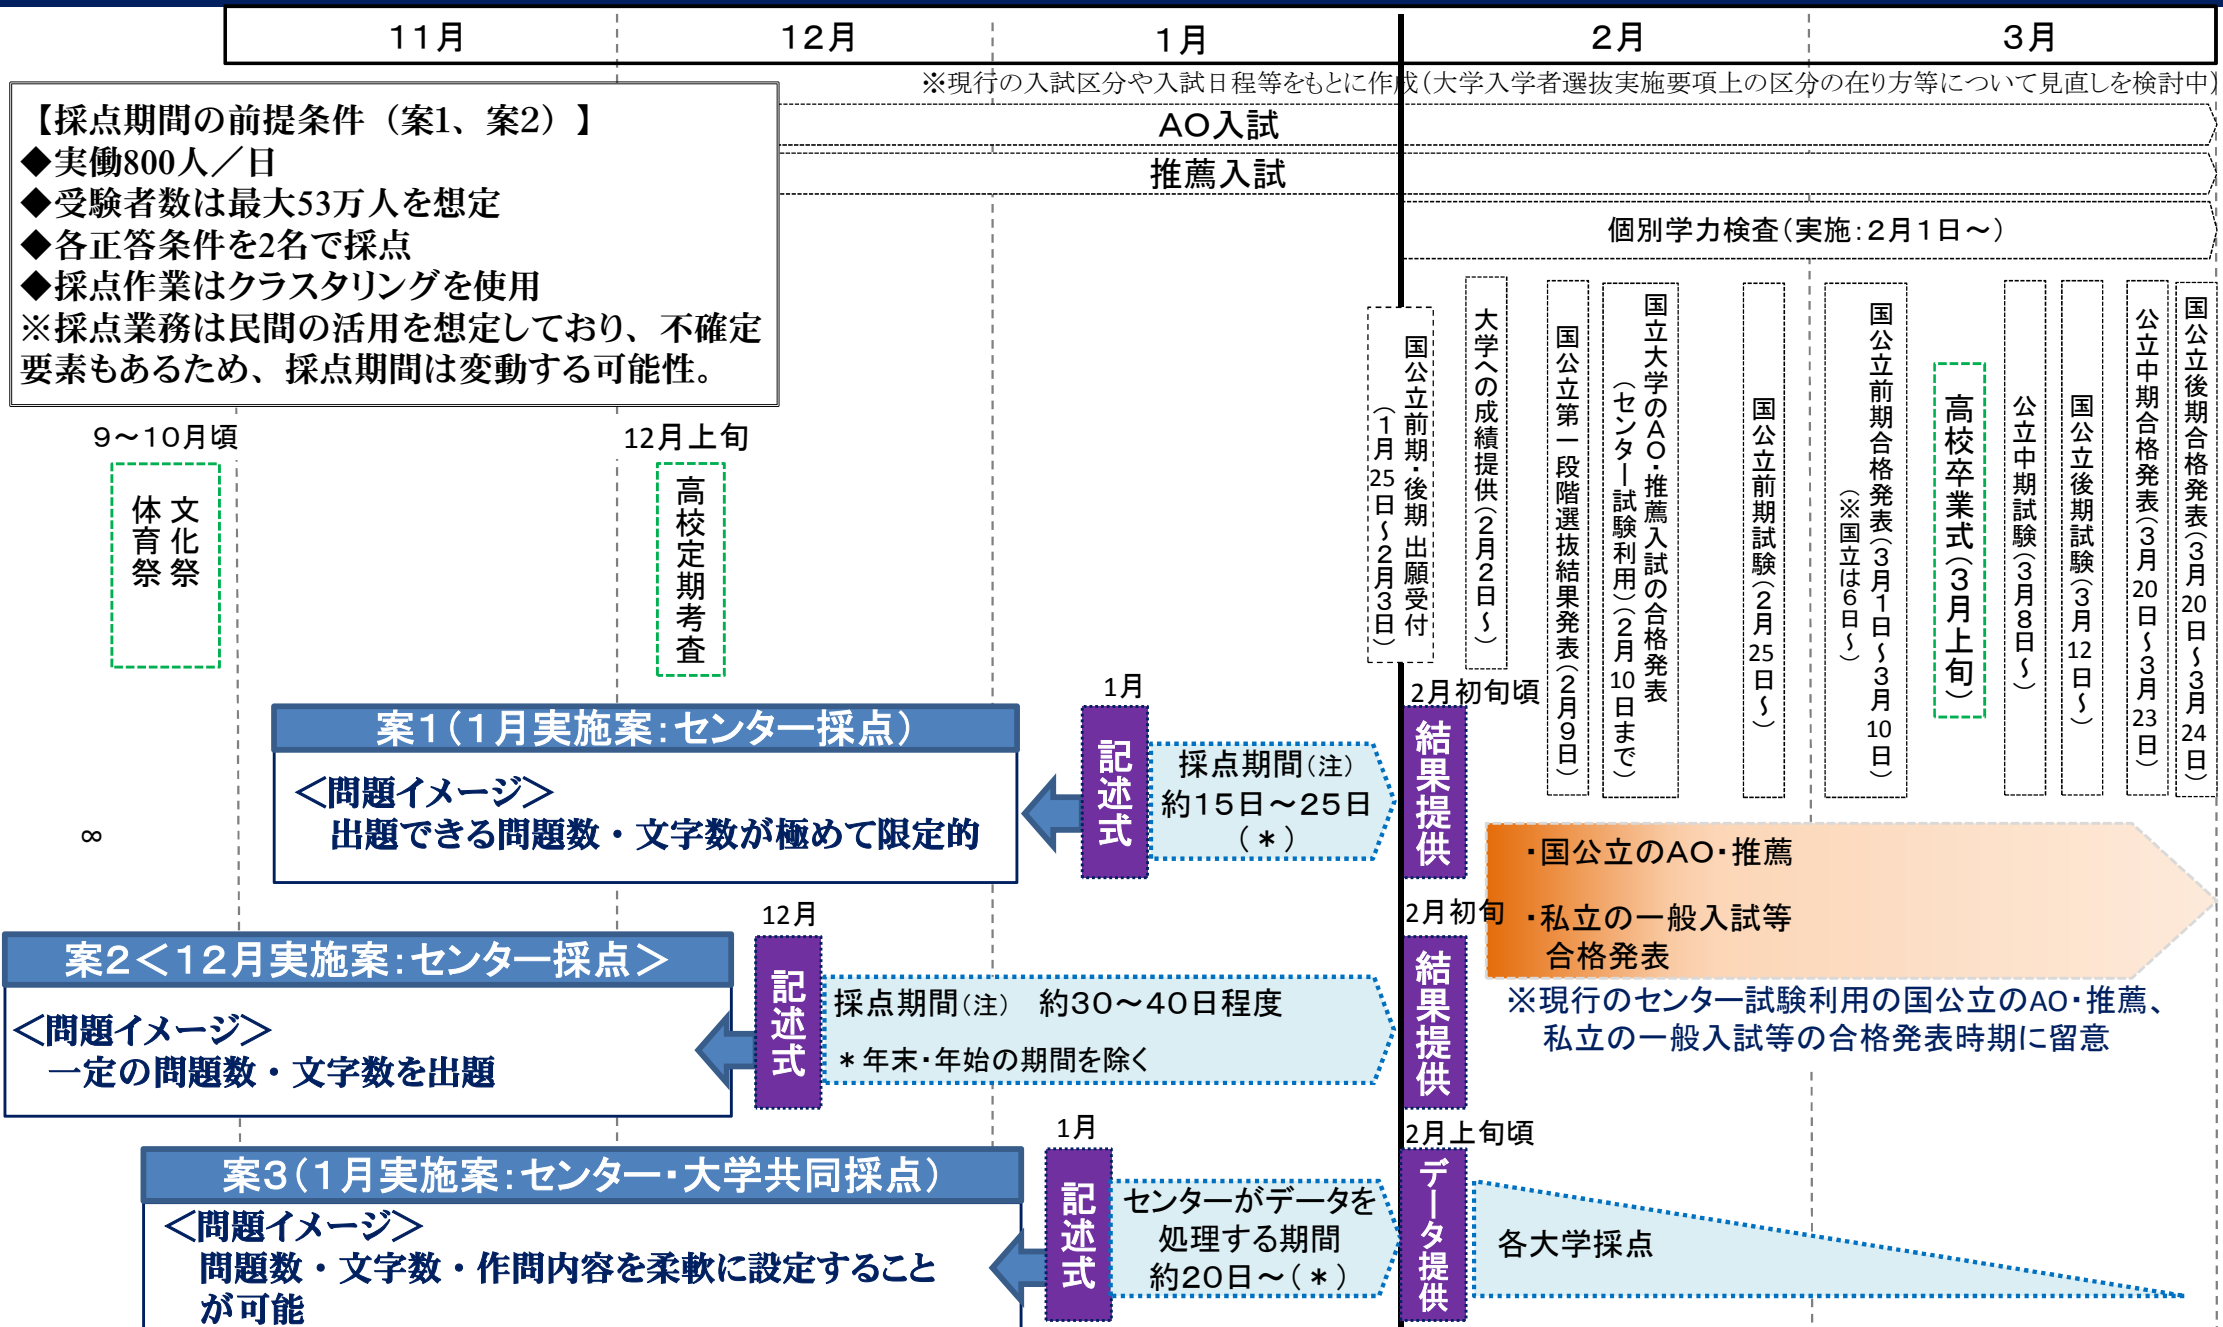 11月
12月
1月
2月
3月
※現行の入試区分や入試日程等をもとに作成(大学入学者選抜実施要項上の区分の在り方等について見直しを検討中)
【採点期間の前提条件（案1、案2）】
◆実働800人／日
◆受験者数は最大53万人を想定
◆各正答条件を2名で採点
◆採点作業はクラスタリングを使用
※採点業務は民間の活用を想定しており、不確定
要素もあるため、採点期間は変動する可能性。
AO入試
推薦入試
個別学力検査(実施:2月1日～)
9～10月頃
文化祭
体育祭
12月上旬
高校定期考査
国公立前期・後期 出願受付
(1月25日～2月3日)
大学への成績提供(2月2日～)
国公立第一段階選抜結果発表(2月9日)
国立大学のAO・推薦入試の合格発表
(センター試験利用)(2月10日まで)
国公立前期試験(2月25日～)
国公立前期合格発表(3月1日～3月10日)
(※国立は6日～)
高校卒業式(3月上旬)
公立中期試験(3月8日～)
国公立後期試験(3月12日～)
公立中期合格発表(3月20日～3月23日)
国公立後期合格発表(3月20日～3月24日)
案1(1月実施案:センター採点)
＜問題イメージ＞
出題できる問題数・文字数が極めて限定的
1月
記述式
採点期間(注)
約15日～25日
(＊)
2月初旬頃
結果提供
・国公立のAO・推薦
・私立の一般入試等
合格発表
※現行のセンター試験利用の国公立のAO・推薦、
私立の一般入試等の合格発表時期に留意
∞
案2＜12月実施案:センター採点＞
＜問題イメージ＞
一定の問題数・文字数を出題
12月
記述式
採点期間(注) 約30～40日程度
＊年末・年始の期間を除く
2月初旬
結果提供
案3(1月実施案:センター・大学共同採点)
＜問題イメージ＞
問題数・文字数・作問内容を柔軟に設定すること
が可能
1月
記述式
センターがデータを
処理する期間
約20日～(＊)
2月上旬頃
データ提供
各大学採点